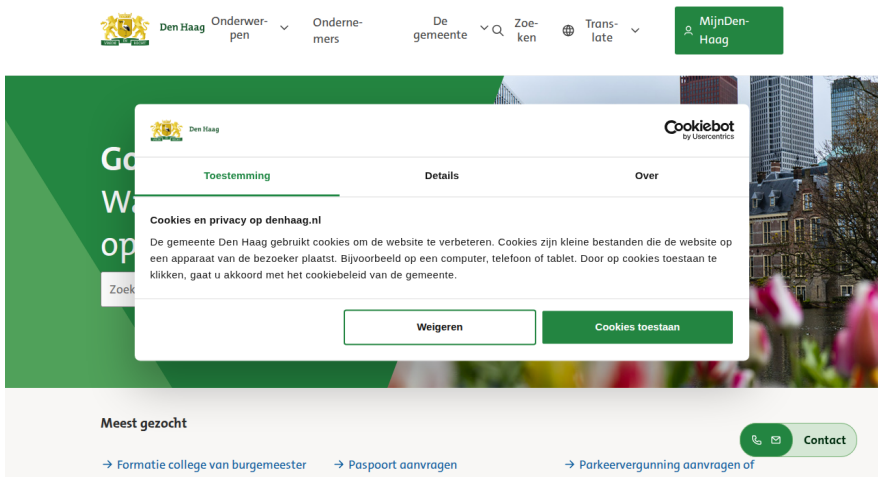 Den Haag
Onderwer-
pen
Onderne-
mers
De
gemeente
Zoe-
ken
Trans-
late
MijnDen-
Haag
Den Haag
Cookiebot
by Usercentrics
Toestemming
Details
Over
Cookies en privacy op denhaag.nl
De gemeente Den Haag gebruikt cookies om de website te verbeteren. Cookies zijn kleine bestanden die de website op
een apparaat van de bezoeker plaatst. Bijvoorbeeld op een computer, telefoon of tablet. Door op cookies toestaan te
klikken, gaat u akkoord met het cookiebeleid van de gemeente.
Weigeren
Cookies toestaan
Meest gezocht
Contact
→ Formatie college van burgemeester
→ Paspoort aanvragen
→ Parkeervergunning aanvragen of